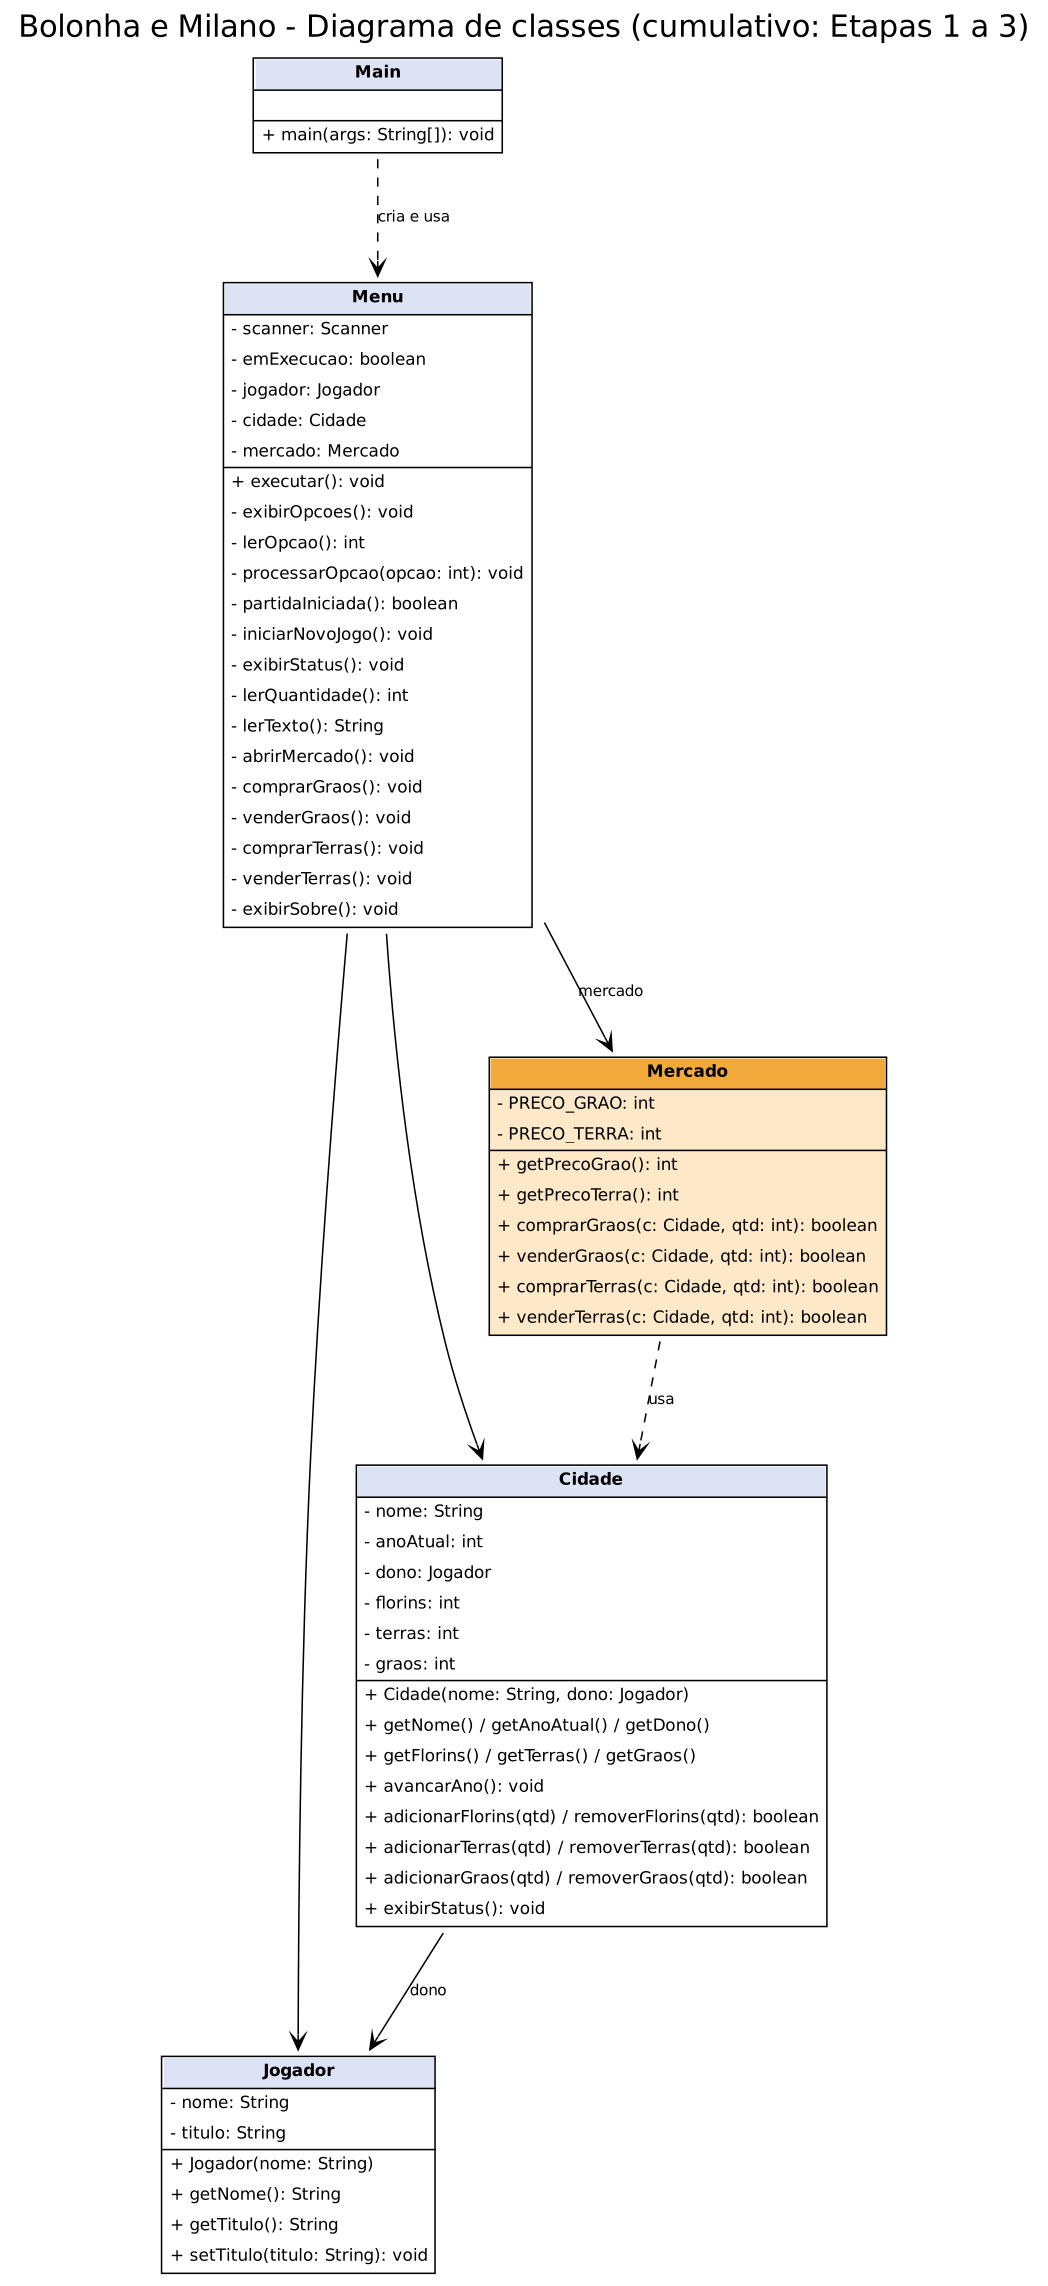 Bolonha e Milano - Diagrama de classes (cumulativo: Etapas 1 a 3)
Main
+ main(args: String[]): void
cria e usa
Menu
- scanner: Scanner
- emExecucao: boolean
- jogador: Jogador
- cidade: Cidade
- mercado: Mercado
+ executar(): void
- exibirOpcoes(): void
- lerOpcao(): int
- processarOpcao(opcao: int): void
- partidaIniciada(): boolean
- iniciarNovoJogo(): void
- exibirStatus(): void
- lerQuantidade(): int
- lerTexto(): String
- abrirMercado(): void
- comprarGraos(): void
- venderGraos(): void
- comprarTerras(): void
- venderTerras(): void
- exibirSobre(): void
mercado
Mercado
- PRECO_GRAO: int
- PRECO_TERRA: int
+ getPrecoGrao(): int
+ getPrecoTerra(): int
+ comprarGraos(c: Cidade, qtd: int): boolean
+ venderGraos(c: Cidade, qtd: int): boolean
+ comprarTerras(c: Cidade, qtd: int): boolean
+ venderTerras(c: Cidade, qtd: int): boolean
usa
Cidade
- nome: String
- anoAtual: int
- dono: Jogador
- florins: int
- terras: int
- graos: int
+ Cidade(nome: String, dono: Jogador)
+ getNome() / getAnoAtual() / getDono()
+ getFlorins() / getTerras() / getGraos()
+ avancarAno(): void
+ adicionarFlorins(qtd) / removerFlorins(qtd): boolean
+ adicionarTerras(qtd) / removerTerras(qtd): boolean
+ adicionarGraos(qtd) / removerGraos(qtd): boolean
+ exibirStatus(): void
dono
Jogador
- nome: String
- titulo: String
+ Jogador(nome: String)
+ getNome(): String
+ getTitulo(): String
+ setTitulo(titulo: String): void